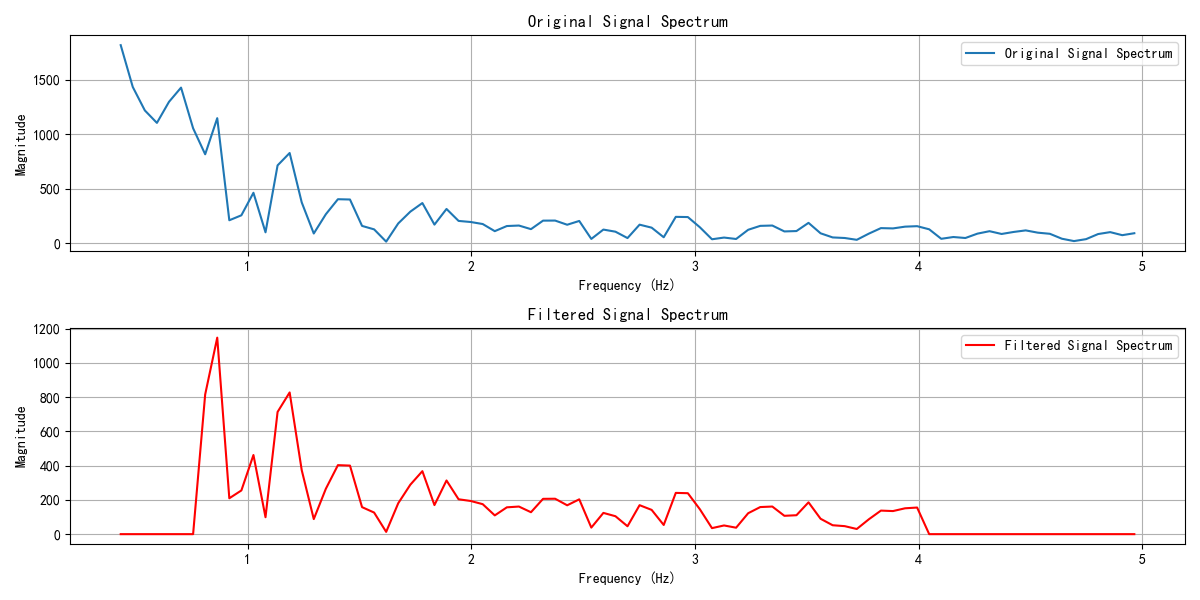 Original Signal Spectrum
Original Signal Spectrum
Magnitude
1500
1000
500
0
1 2 3 4 5
Frequency (Hz)
Filtered Signal Spectrum
Filtered Signal Spectrum
Magnitude
1200
1000
800
600
400
200
0
1 2 3 4 5
Frequency (Hz)